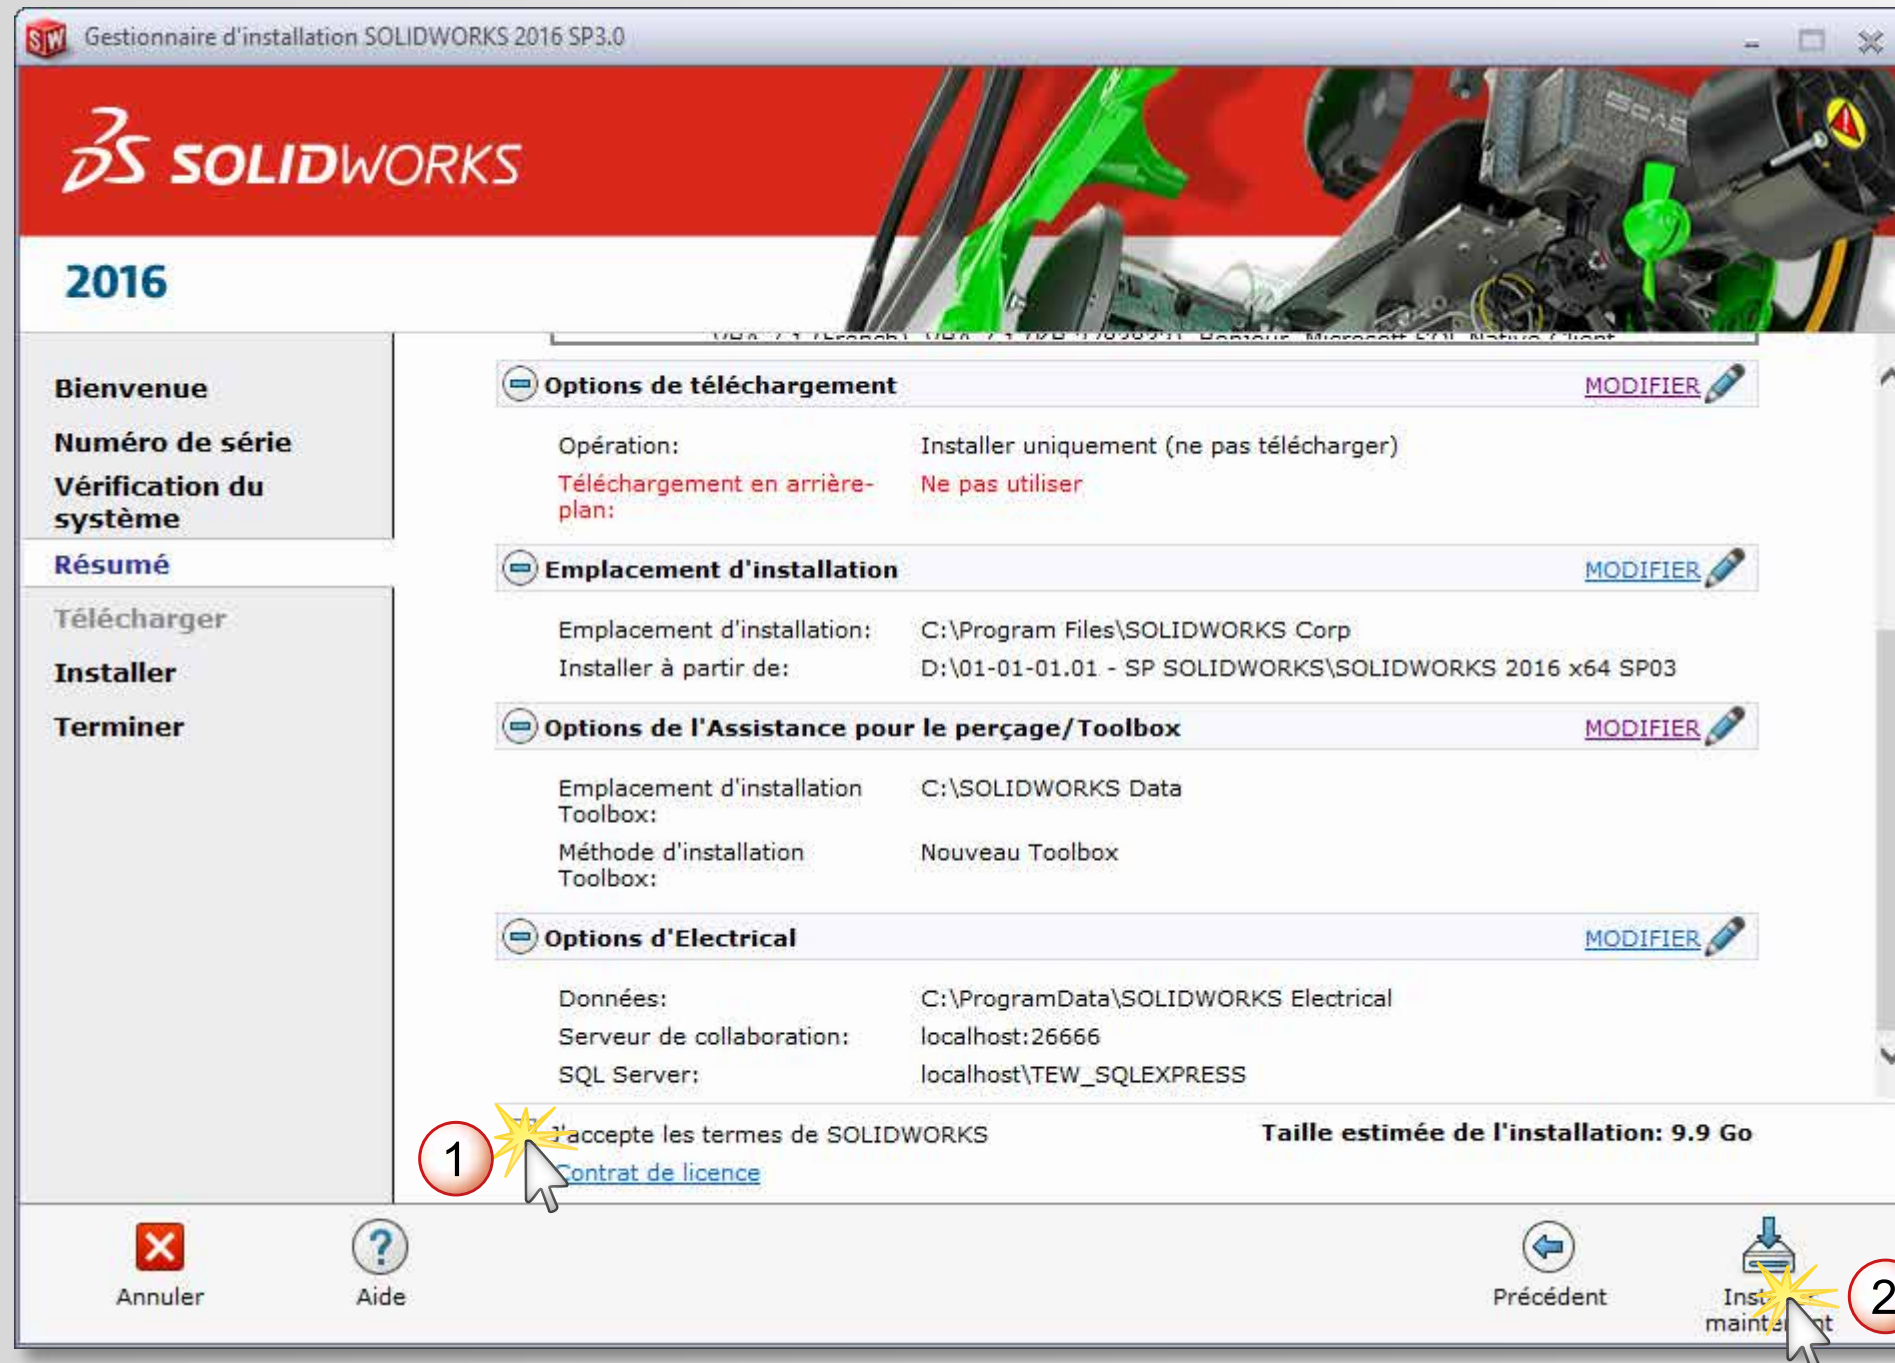 Gestionnaire d'installation SOLIDWORKS 2016 SP3.0
SOLIDWORKS
2016
Bienvenue
Numéro de série
Vérification du
système
Résumé
Télécharger
Installer
Terminer
Options de téléchargement MODIFIER
Opération: Installer uniquement (ne pas télécharger)
Téléchargement en arrière- Ne pas utiliser
plan:
Emplacement d'installation MODIFIER
Emplacement d'installation: C:\Program Files\SOLIDWORKS Corp
Installer à partir de: D:\01-01-01.01 - SP SOLIDWORKS\SOLIDWORKS 2016 x64 SP03
Options de l'Assistance pour le perçage/Toolbox MODIFIER
Emplacement d'installation C:\SOLIDWORKS Data
Toolbox:
Méthode d'installation Nouveau Toolbox
Toolbox:
Options d'Electrical MODIFIER
Données: C:\ProgramData\SOLIDWORKS Electrical
Serveur de collaboration: localhost:26666
SQL Server: localhost\TEW_SQLEXPRESS
1 J'accepte les termes de SOLIDWORKS Taille estimée de l'installation: 9.9 Go
Contrat de licence
Annuler Aide Précédent
2